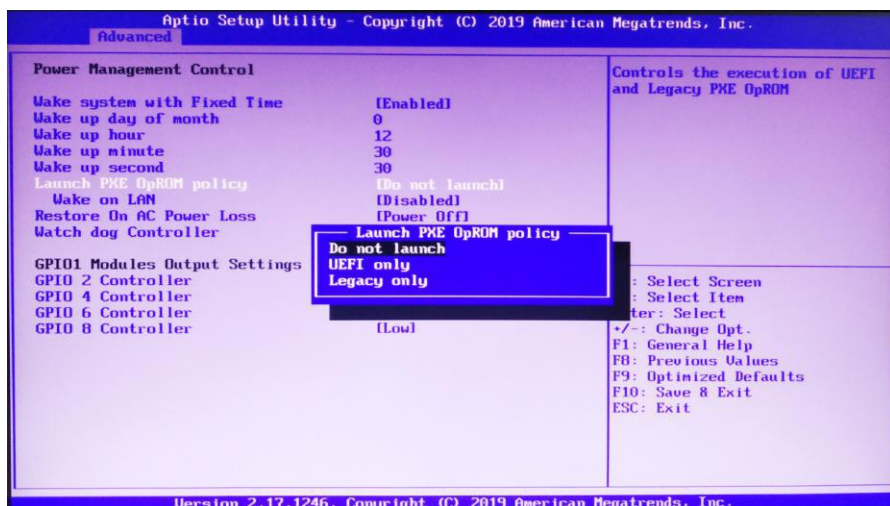 Aptio Setup Utility - Copyright (C) 2019 American Megatrends, Inc.
Advanced
Power Management Control
Wake system with Fixed Time [Enabled]
Wake up day of month 0
Wake up hour 12
Wake up minute 30
Wake up second 30
Launch PXE OpROM policy [Do not launch]
Wake on LAN [Disabled]
Restore On AC Power Loss [Power Off]
Watch dog Controller
GPIO1 Modules Output Settings
GPIO 2 Controller
GPIO 4 Controller
GPIO 6 Controller
GPIO 8 Controller [Low]
Launch PXE OpROM policy
Do not launch
UEFI only
Legacy only
Controls the execution of UEFI
and Legacy PXE OpROM
: Select Screen
: Select Item
ter: Select
+/-: Change Opt.
F1: General Help
F8: Previous Values
F9: Optimized Defaults
F10: Save & Exit
ESC: Exit
Version 2.17.1246. Copyright (C) 2019 American Megatrends, Inc.